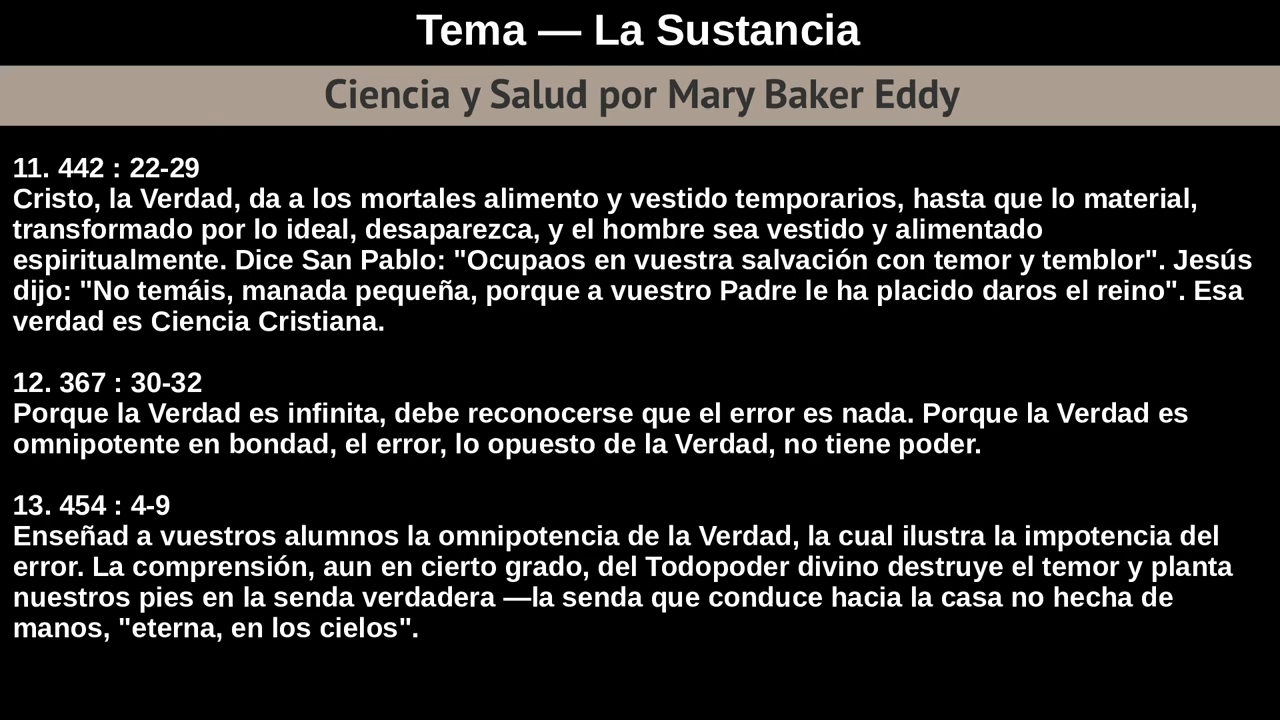 Tema — La Sustancia
Ciencia y Salud por Mary Baker Eddy
11. 442 : 22-29
Cristo, la Verdad, da a los mortales alimento y vestido temporarios, hasta que lo material,
transformado por lo ideal, desaparezca, y el hombre sea vestido y alimentado
espiritualmente. Dice San Pablo: "Ocupaos en vuestra salvación con temor y temblor". Jesús
dijo: "No temáis, manada pequeña, porque a vuestro Padre le ha placido daros el reino". Esa
verdad es Ciencia Cristiana.
12. 367 : 30-32
Porque la Verdad es infinita, debe reconocerse que el error es nada. Porque la Verdad es
omnipotente en bondad, el error, lo opuesto de la Verdad, no tiene poder.
13. 454 : 4-9
Enseñad a vuestros alumnos la omnipotencia de la Verdad, la cual ilustra la impotencia del
error. La comprensión, aun en cierto grado, del Todopoder divino destruye el temor y planta
nuestros pies en la senda verdadera —la senda que conduce hacia la casa no hecha de
manos, "eterna, en los cielos".